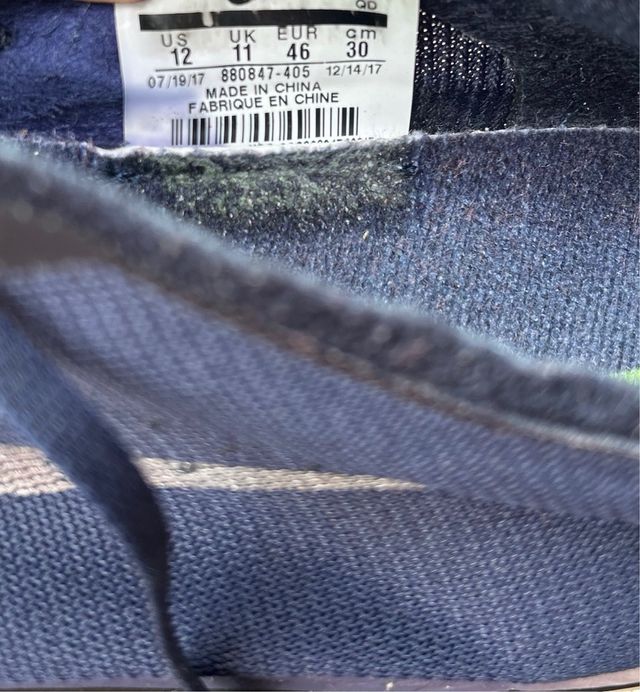 QD
US UK EUR cm
12 11 46 30
07/19/17 880847-405 12/14/17
MADE IN CHINA
FABRIQUE EN CHINE